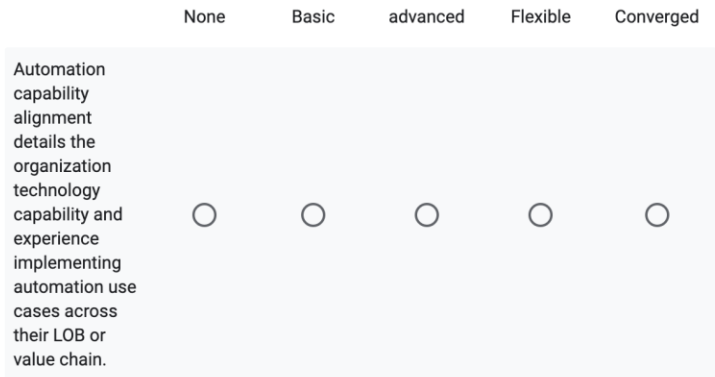 None Basic advanced Flexible Converged
Automation
capability
alignment
details the
organization
technology
capability and
experience
implementing
automation use
cases across
their LOB or
value chain.